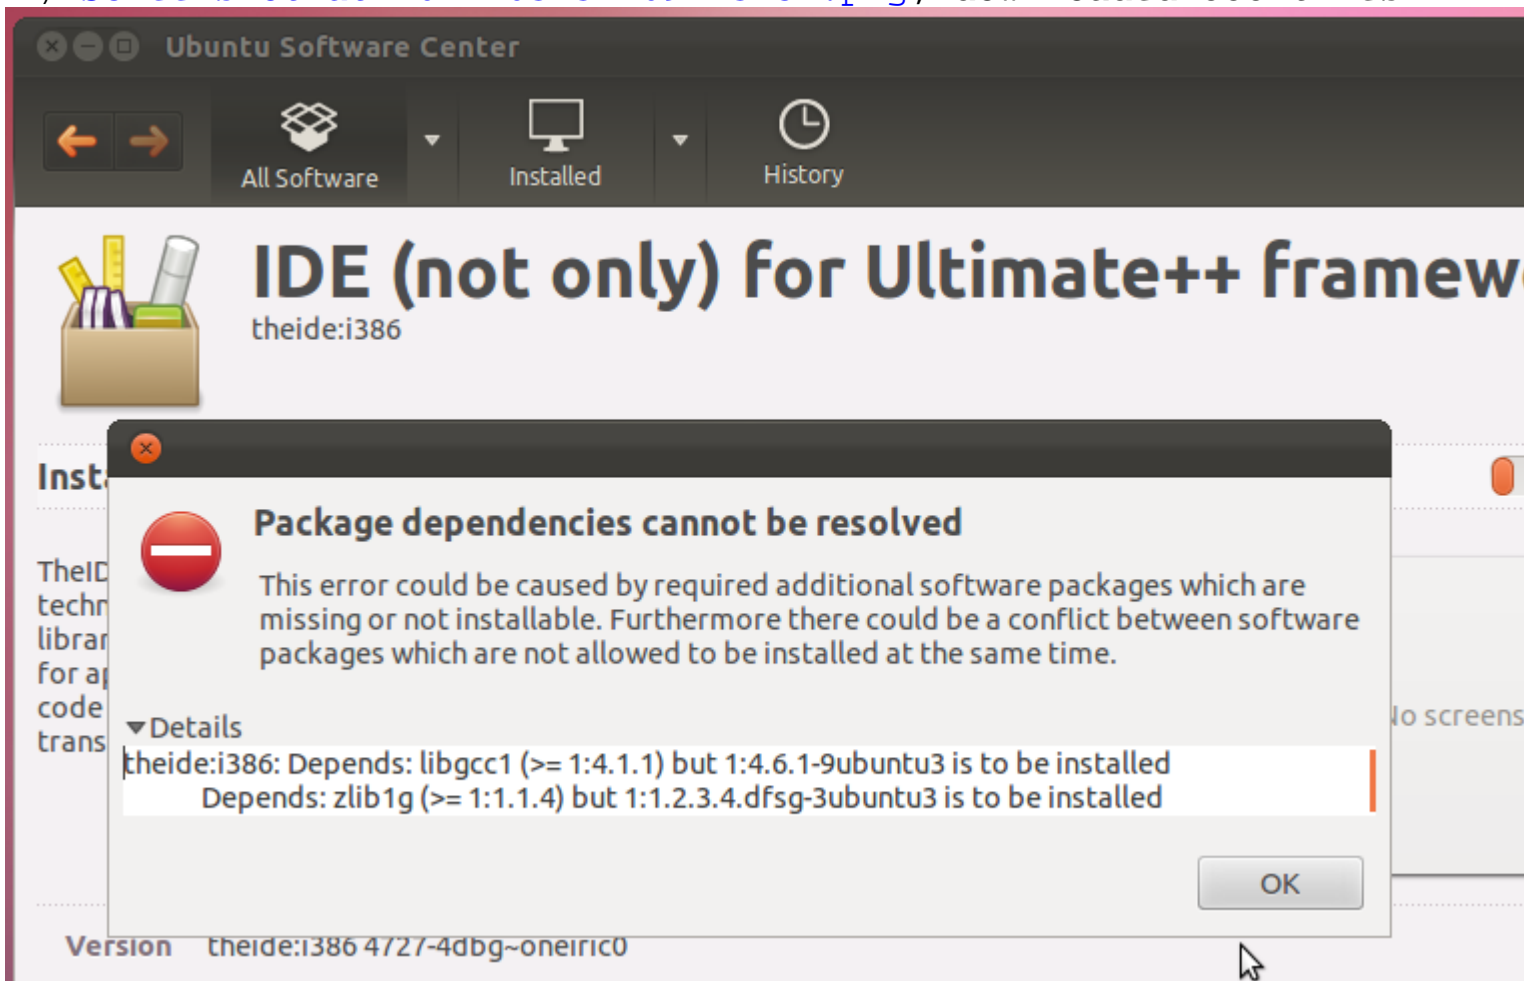 Ubuntu Software Center
All Software
Installed
History
IDE (not only) for Ultimate++
theide:i386
Package dependencies cannot be resolved
This error could be caused by required additional software packages which are
missing or not installable. Furthermore there could be a conflict between software
packages which are not allowed to be installed at the same time.
code
Details
theide:i386: Depends: libgcc1 (>= 1:4.1.1) but 1:4.6.1-9ubuntu3 is to be installed
Depends: zlib1g (>= 1:1.1.4) but 1:1.2.3.4.dfsg-3ubuntu3 is to be installed
OK
Version theide:i386 4727-4dbg~oneiric0